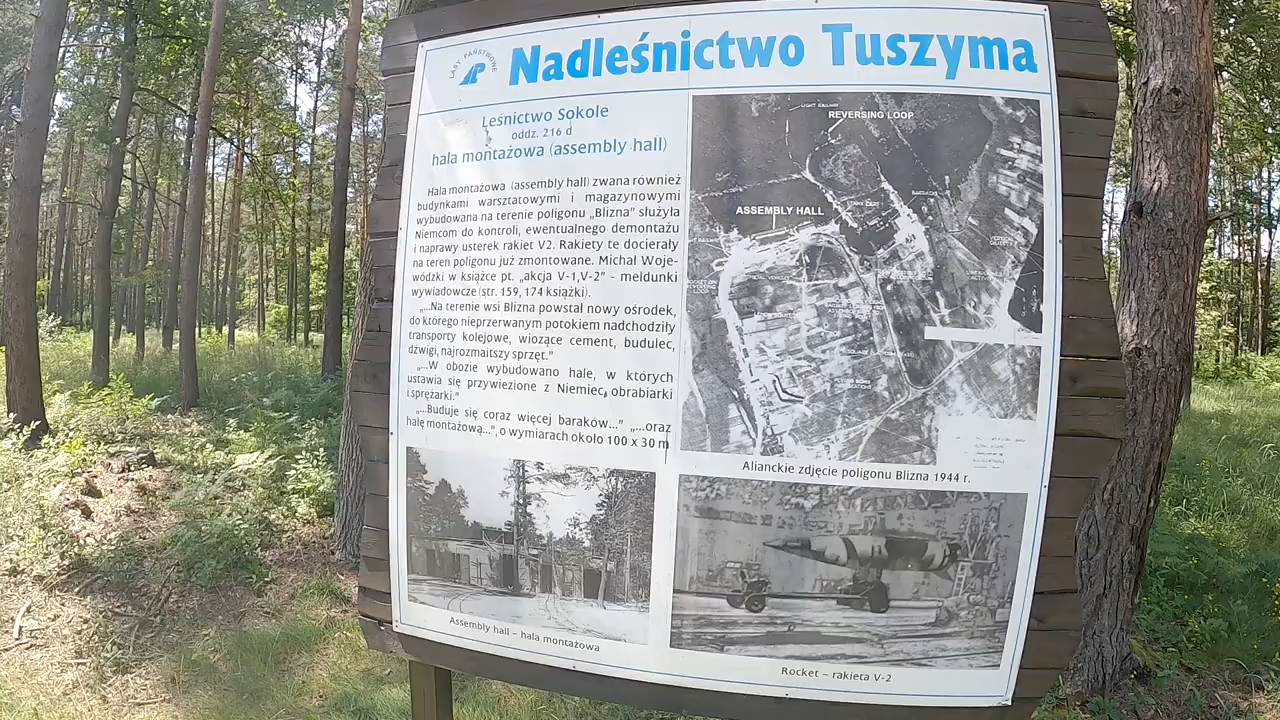 LASY PAŃSTWOWE
Nadleśnictwo Tuszyma
Leśnictwo Sokole
oddz. 216 d
hala montażowa (assembly hall)
Hala montażowa (assembly hall) zwana również
budynkami warsztatowymi i magazynowymi
wybudowana na terenie poligonu „Blizna" służyła
Niemcom do kontroli, ewentualnego demontażu
i naprawy usterek rakiet V2. Rakiety te docierały
na teren poligonu już zmontowane. Michał Woje-
wódzki w książce pt. „akcja V-1,V-2" - meldunki
wywiadowcze (str. 159, 174 książki).
„...Na terenie wsi Blizna powstał nowy ośrodek,
do którego nieprzerwanym potokiem nadchodziły
transporty kolejowe, wiozące cement, budulec,
dźwigi, najrozmaitszy sprzęt."
„...W obozie wybudowano hale, w których
ustawia się przywiezione z Niemiec, obrabiarki
i sprężarki."
„...Buduje się coraz więcej baraków..." „...oraz
halę montażową...", o wymiarach około 100 x 30 m
LIGHT RAILWAY
REVERSING LOOP
BARRACKS
ASSEMBLY HALL
Alianckie zdjęcie poligonu Blizna 1944 r.
Assembly hall – hala montażowa
Rocket – rakieta V-2